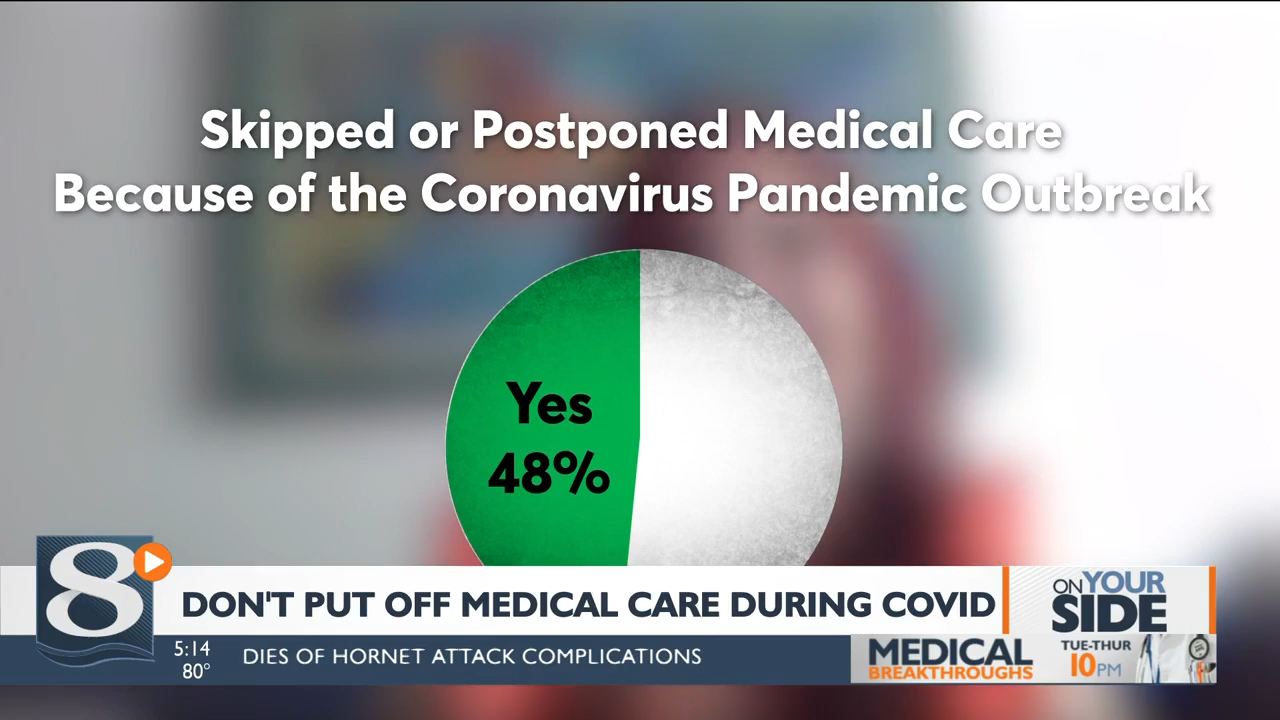 Skipped or Postponed Medical Care
Because of the Coronavirus Pandemic Outbreak
Yes
48%
8
DON'T PUT OFF MEDICAL CARE DURING COVID
ON YOUR
SIDE
5:14
80°
DIES OF HORNET ATTACK COMPLICATIONS
MEDICAL
BREAKTHROUGHS
TUE-THUR
10PM